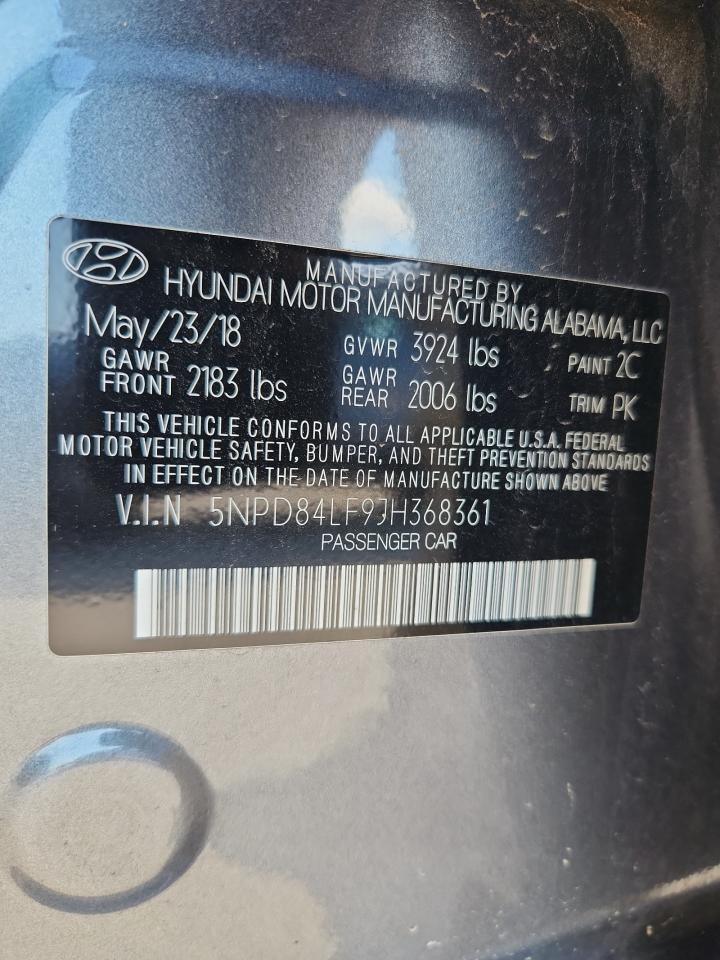 MANUFACTURED BY
HYUNDAI MOTOR MANUFACTURING ALABAMA, LLC
May/23/18 GVWR 3924 lbs PAINT 2C
GAWR FRONT 2183 lbs GAWR REAR 2006 lbs TRIM PK
THIS VEHICLE CONFORMS TO ALL APPLICABLE U.S.A. FEDERAL
MOTOR VEHICLE SAFETY, BUMPER, AND THEFT PREVENTION STANDARDS
IN EFFECT ON THE DATE OF MANUFACTURE SHOWN ABOVE
V.I.N 5NPD84LF9JH368361
PASSENGER CAR